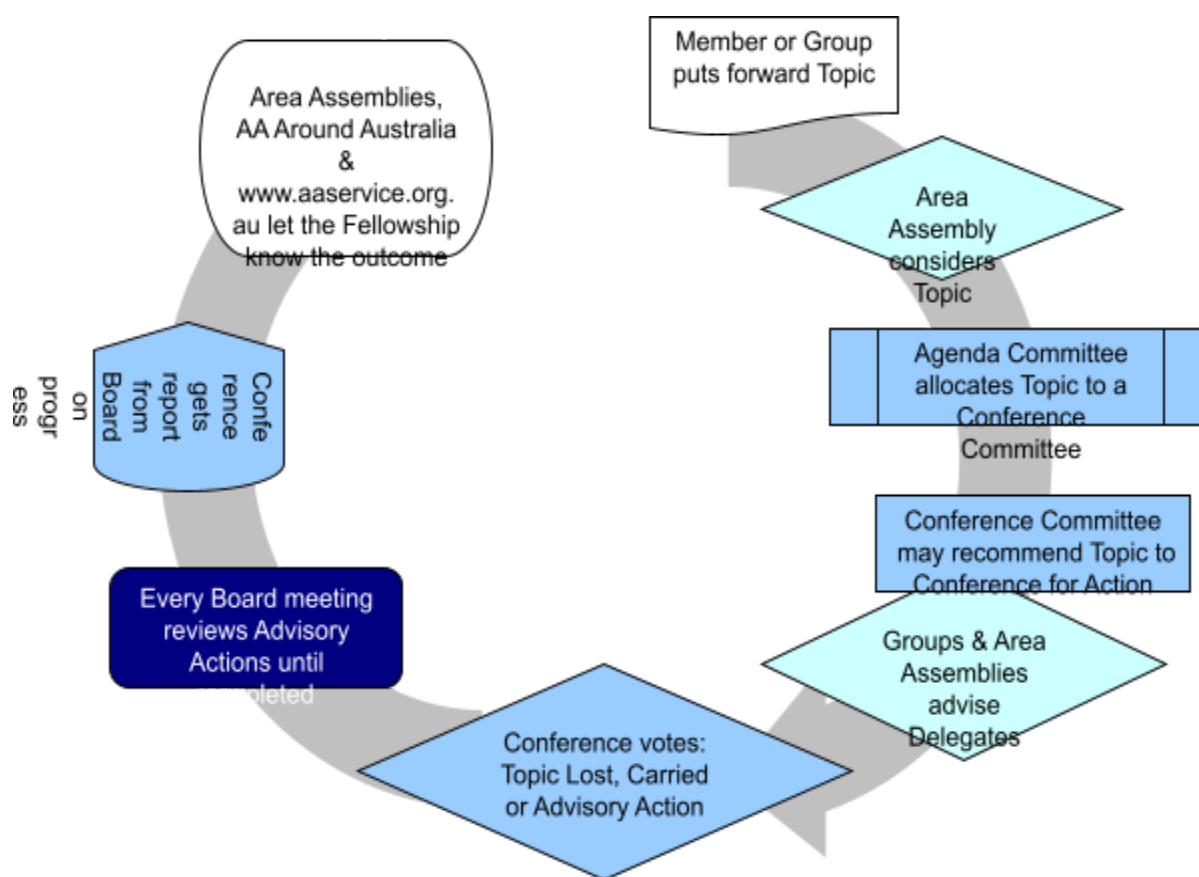 Member or Group
puts forward Topic
Area
Assembly
considers
Topic
Agenda Committee
allocates Topic to a
Conference
Committee
Conference Committee
may recommend Topic to
Conference for Action
Groups & Area
Assemblies
advise
Delegates
Conference votes:
Topic Lost, Carried
or Advisory Action
Every Board meeting
reviews Advisory
Actions until
completed
Confe
rence
gets
report
from
Board
on
progr
ess
Area Assemblies,
AA Around Australia
&
www.aaservice.org.
au let the Fellowship
know the outcome